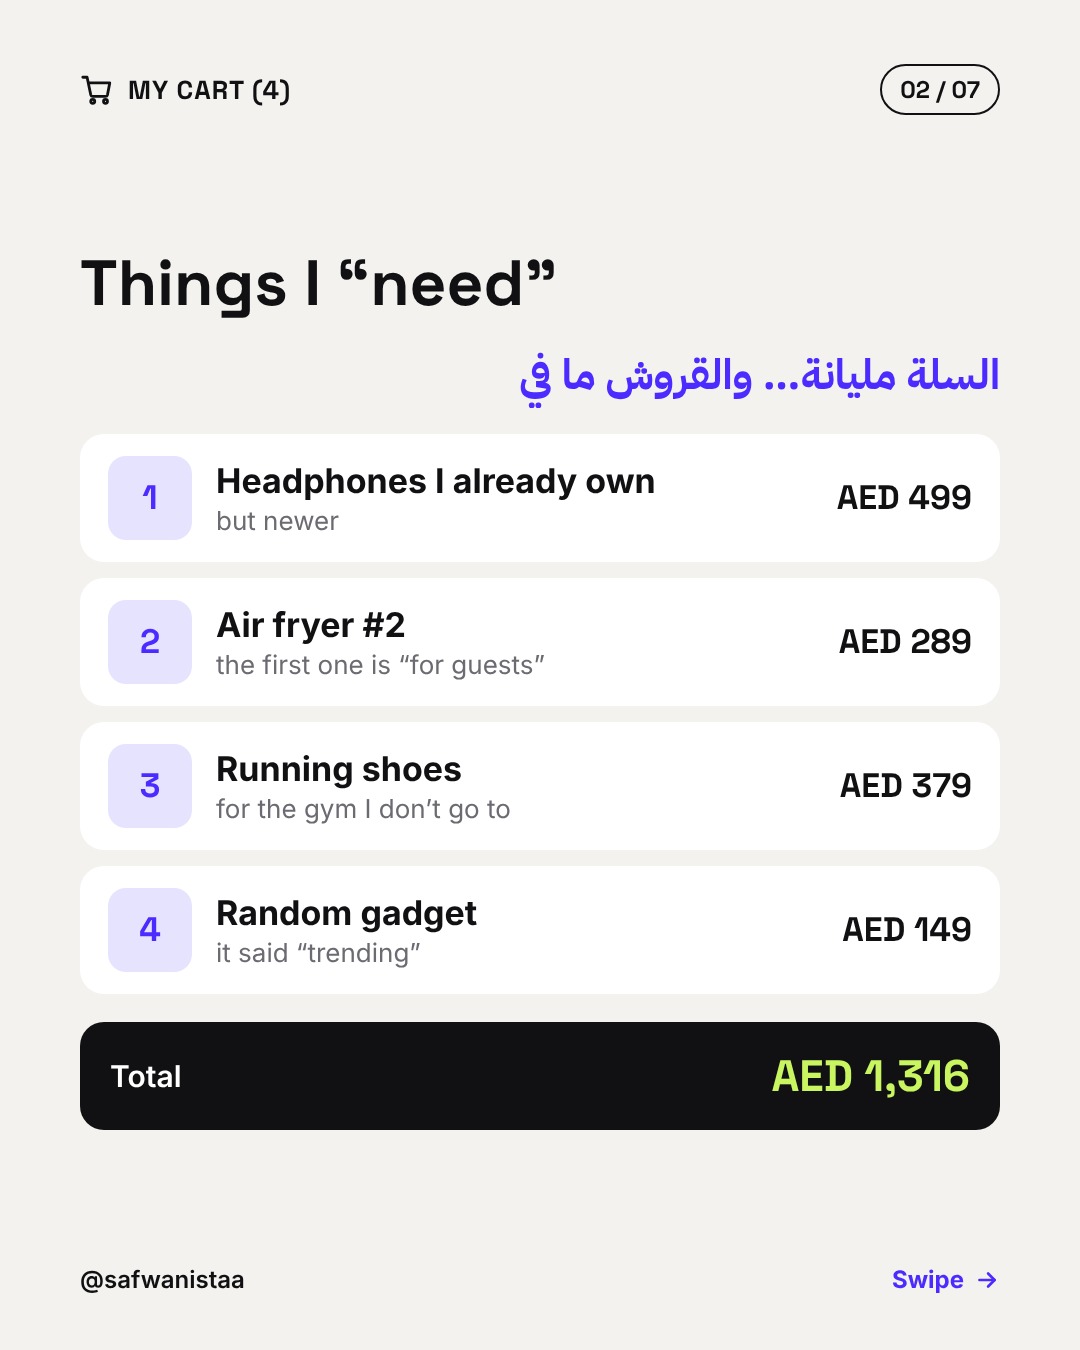 MY CART (4)
02 / 07
Things I “need”
السلة مليانة... والقروش ما في
1
Headphones I already own
but newer
AED 499
2
Air fryer #2
the first one is “for guests”
AED 289
3
Running shoes
for the gym I don’t go to
AED 379
4
Random gadget
it said “trending”
AED 149
Total
AED 1,316
@safwanistaa
Swipe →